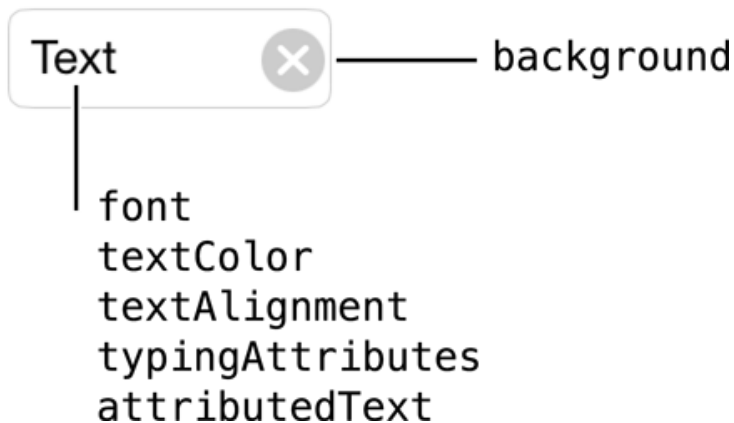 Text
background
font
textColor
textAlignment
typingAttributes
attributedText